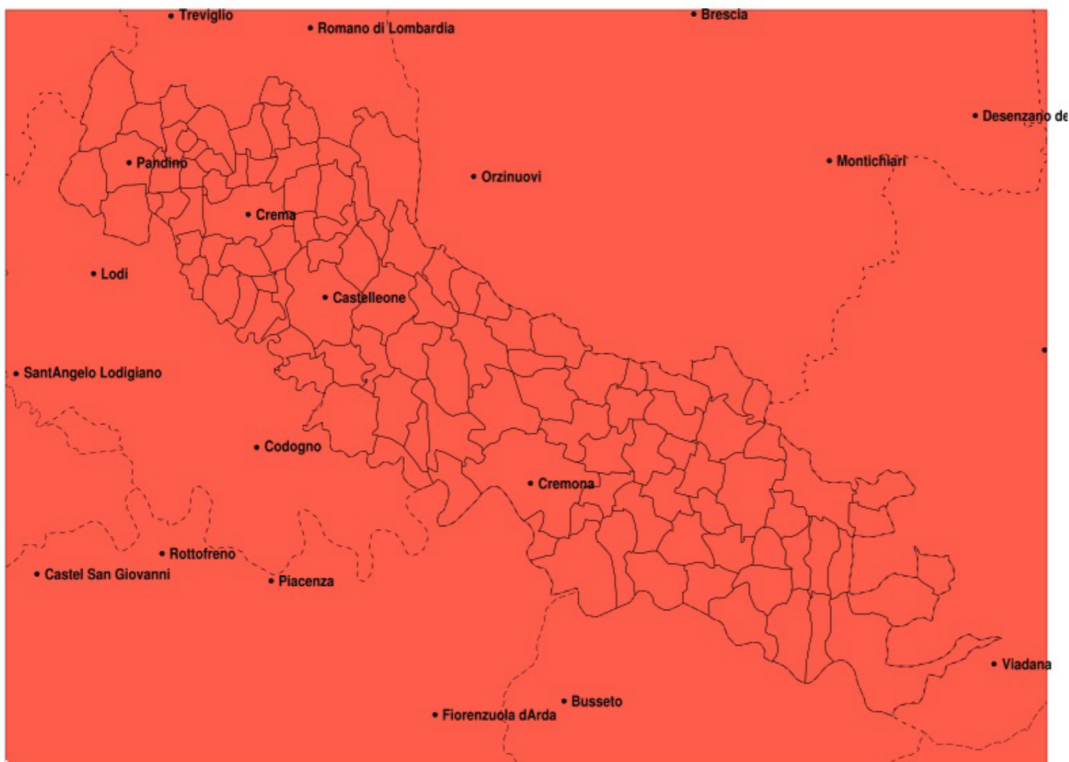 Treviglio
Brescia
Romano di Lombardia
Desenzano de
Montichiari
Pandino
Orzinuovi
Crema
Lodi
Castelleone
SantAngelo Lodigiano
Codogno
Cremona
Rottofreno
Castel San Giovanni
Piacenza
Viadana
Busseto
Fiorenzuola dArda